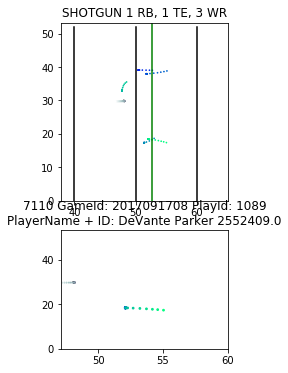 SHOTGUN 1 RB, 1 TE, 3 WR
50
40
30
20
10
0
40 50 60
7110 GameId: 2017091708 PlayId: 1089
PlayerName + ID: DeVante Parker 2552409.0
40
20
0
50 55 60